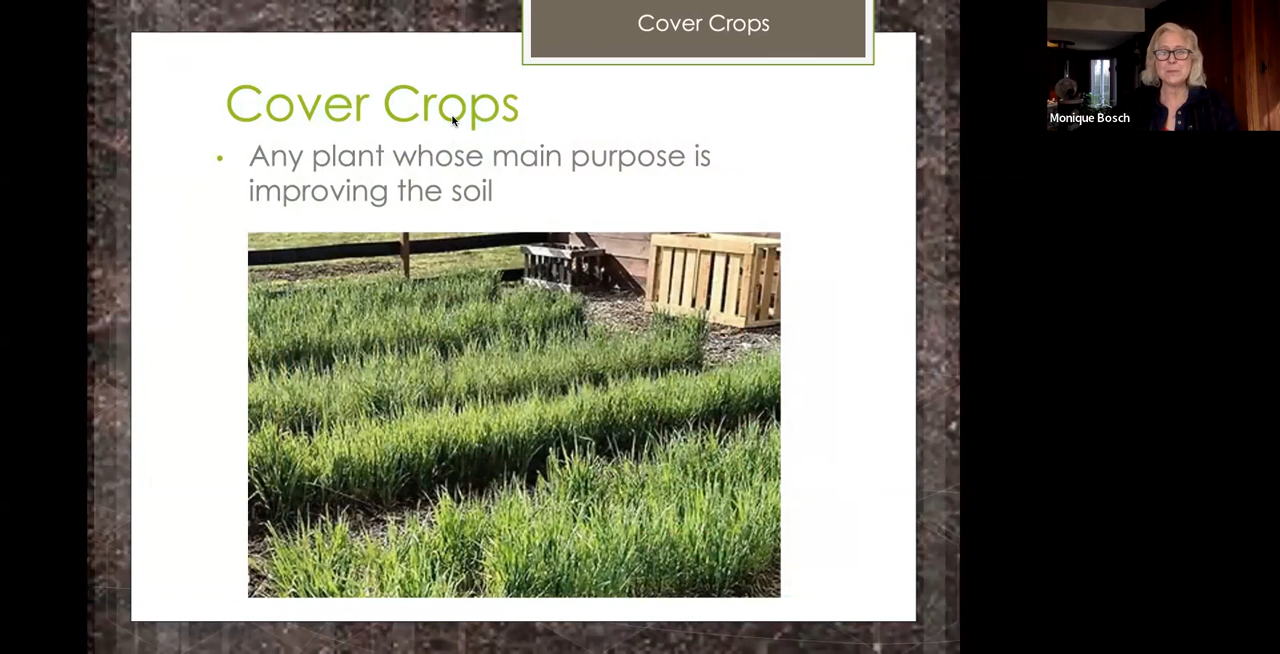 Cover Crops
Cover Crops
• Any plant whose main purpose is
improving the soil
Monique Bosch